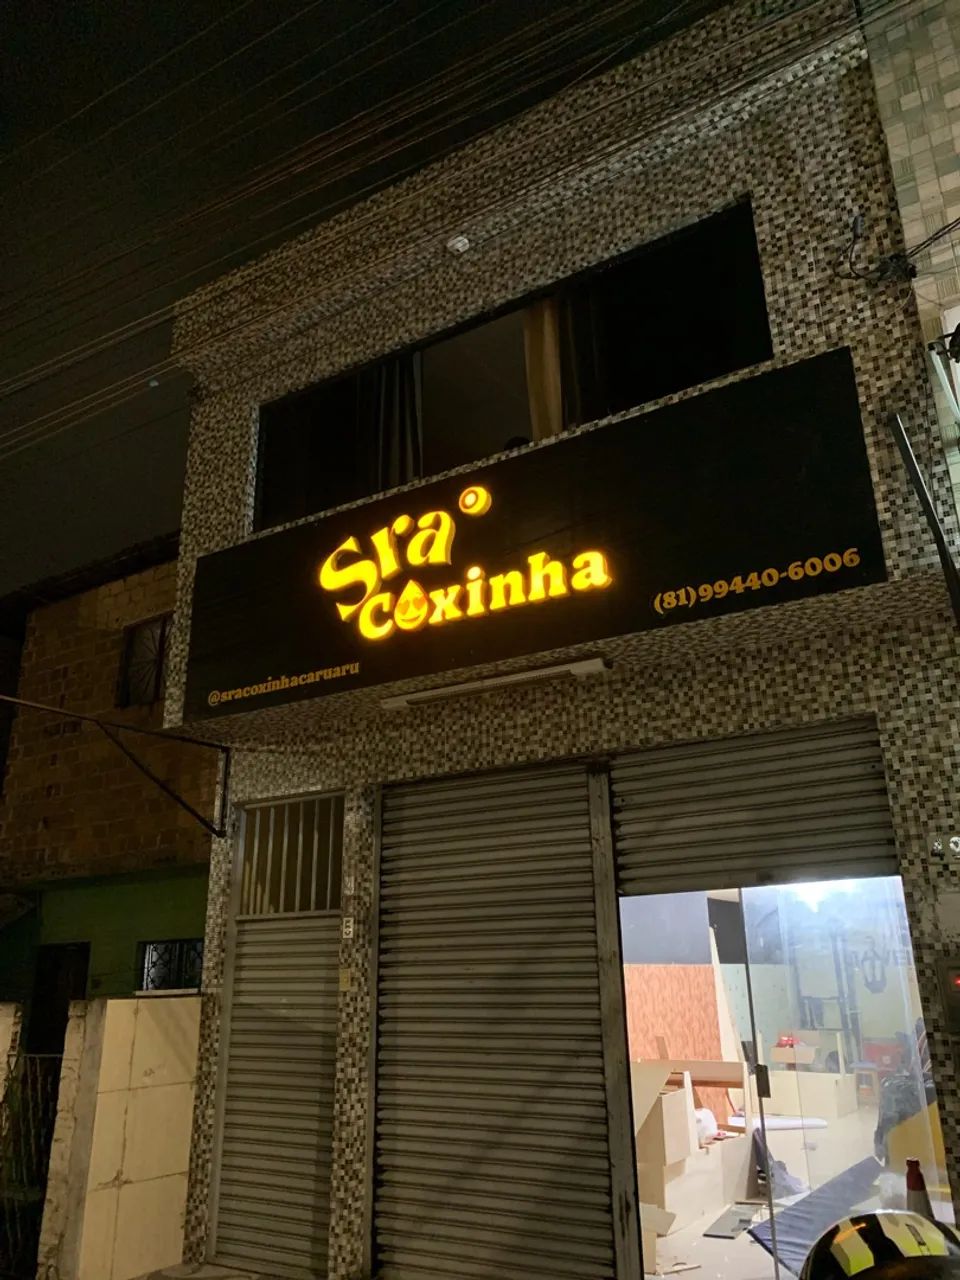 Sra
coxinha
(81)99440-6006
@sracoxinhacaruaru